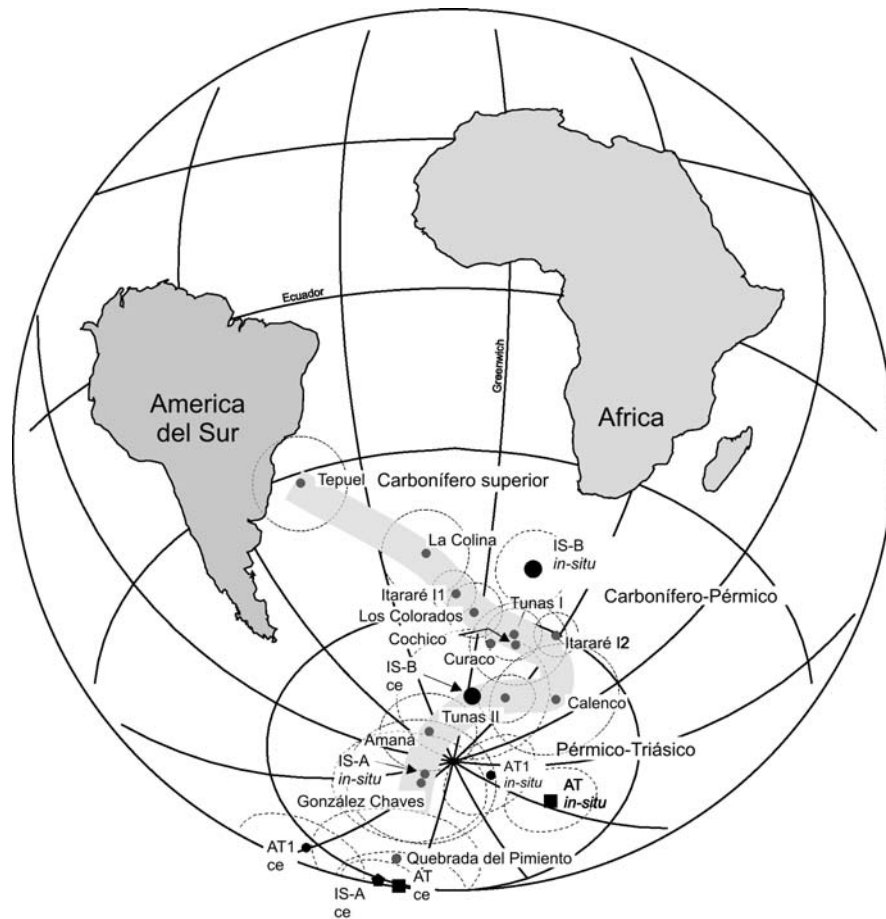 Ecuador
Greenwich
America
del Sur
Africa
Tepuel
Carbonífero superior
La Colina
IS-B
in-situ
Itararé I1
Tunas I
Carbonífero-Pérmico
Los Colorados
Cochico
Itararé I2
Curaco
IS-B
ce
Calenco
Tunas II
Amaná
Pérmico-Triásico
IS-A
in-situ
AT1
in-situ
AT
in-situ
González Chaves
AT1
ce
Quebrada del Pimiento
AT
ce
IS-A
ce